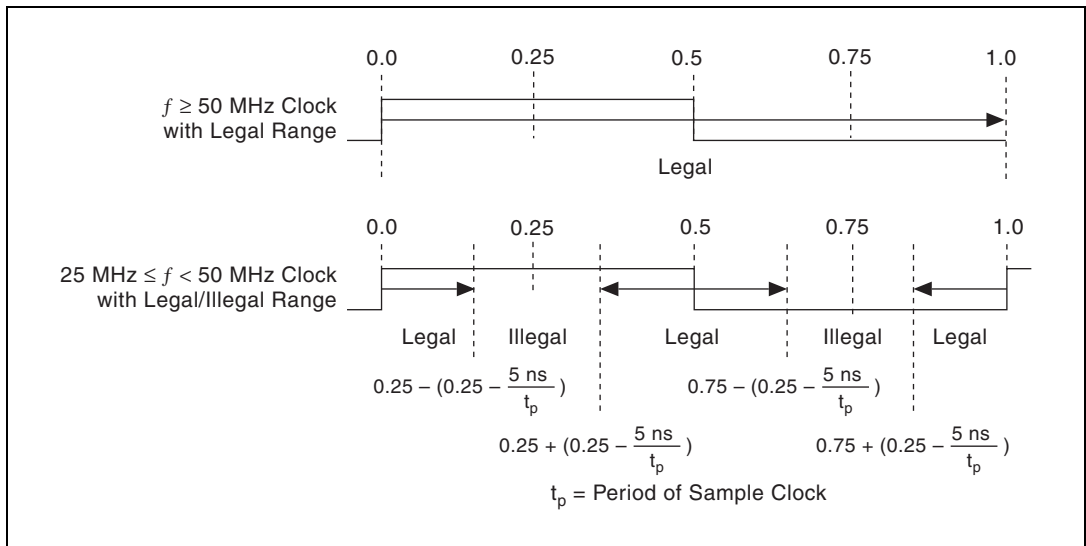 0.0 0.25 0.5 0.75 1.0
f ≥ 50 MHz Clock
with Legal Range
Legal
0.0 0.25 0.5 0.75 1.0
25 MHz ≤ f < 50 MHz Clock
with Legal/Illegal Range
Legal Illegal Legal Illegal Legal
0.25 – (0.25 – 5 ns / tp) 0.75 – (0.25 – 5 ns / tp)
0.25 + (0.25 – 5 ns / tp) 0.75 + (0.25 – 5 ns / tp)
tp = Period of Sample Clock